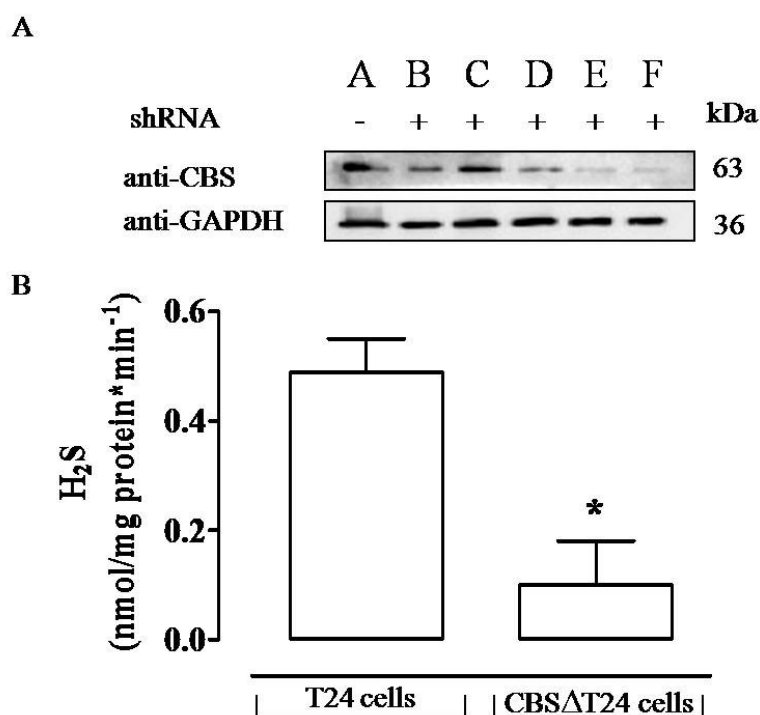 A
A B C D E F
shRNA - + + + + + kDa
anti-CBS 63
anti-GAPDH 36
B
H₂S
(nmol/mg protein*min⁻¹)
0.6
0.4
0.2
0.0
*
T24 cells CBSΔT24 cells